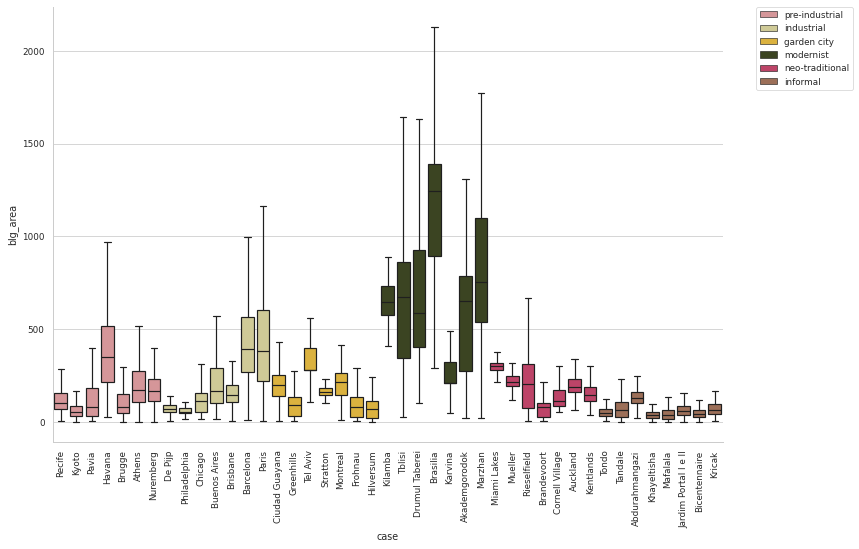 pre-industrial
industrial
garden city
modernist
neo-traditional
informal
blg_area
2000
1500
1000
500
0
Recife
Kyoto
Pavia
Havana
Brugge
Athens
Nuremberg
De Pijp
Philadelphia
Chicago
Buenos Aires
Brisbane
Barcelona
Paris
Ciudad Guayana
Greenhills
Tel Aviv
Stratton
Montreal
Frohnau
Hilversum
Kilamba
Tblisi
Drumul Taberei
Brasilia
Karvina
Akademgorodok
Marzhan
Miami Lakes
Mueller
Rieselfield
Brandevoort
Cornell Village
Auckland
Kentlands
Tondo
Tandale
Abdurahmangazi
Khayelitsha
Mafalala
Jardim Portal I e II
Bicentennaire
Kricak
case